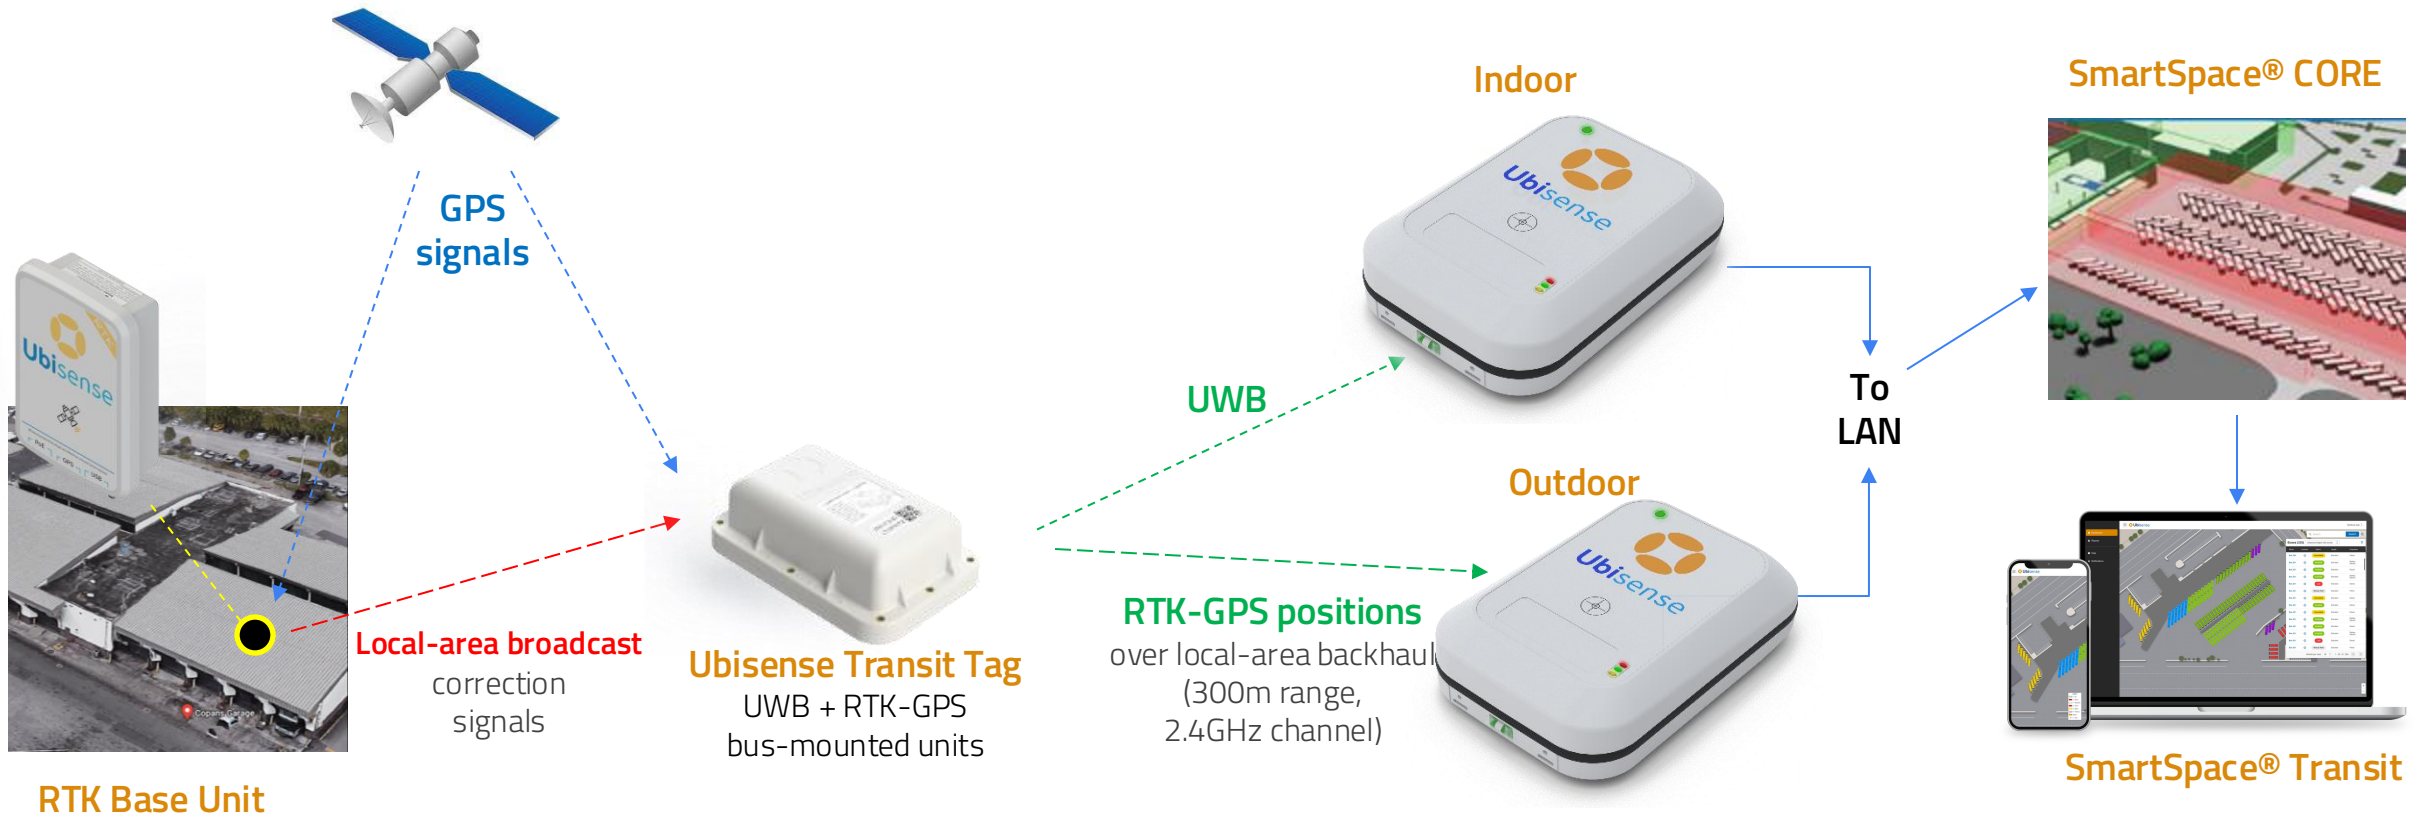 Indoor
SmartSpace® CORE
GPS
signals
Ubisense
Ubisense
UWB
To
LAN
Outdoor
Ubisense
RTK-GPS positions
over local-area backhaul
(300m range,
2.4GHz channel)
Local-area broadcast
correction
signals
Ubisense Transit Tag
UWB + RTK-GPS
bus-mounted units
Copans Garage
RTK Base Unit
SmartSpace® Transit